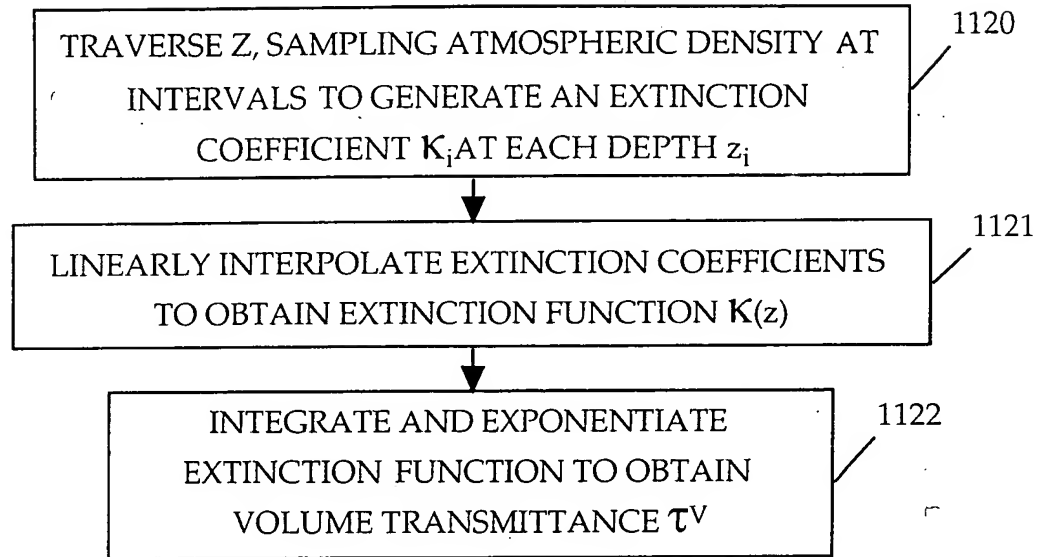 TRAVERSE Z, SAMPLING ATMOSPHERIC DENSITY AT
1120
INTERVALS TO GENERATE AN EXTINCTION
COEFFICIENT κi AT EACH DEPTH zi
1121
LINEARLY INTERPOLATE EXTINCTION COEFFICIENTS
TO OBTAIN EXTINCTION FUNCTION κ(z)
1122
INTEGRATE AND EXPONENTIATE
EXTINCTION FUNCTION TO OBTAIN
VOLUME TRANSMITTANCE τV